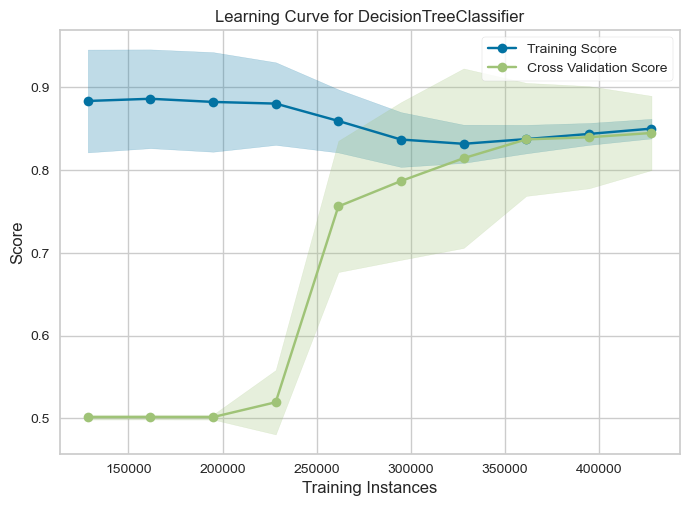 Learning Curve for DecisionTreeClassifier
Training Score
Cross Validation Score
0.9
0.8
0.7
0.6
0.5
Score
150000 200000 250000 300000 350000 400000
Training Instances